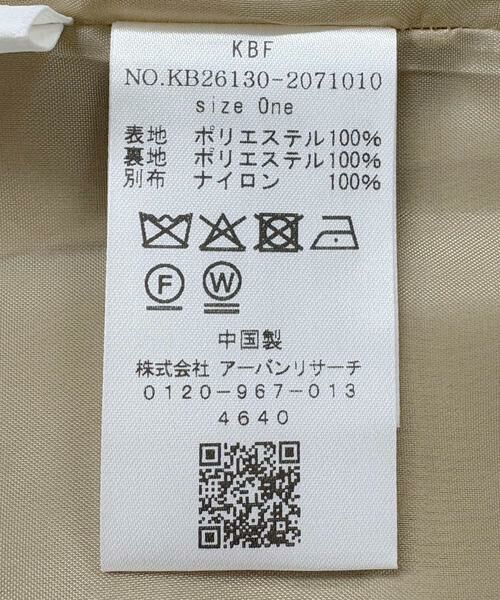 KBF
NO.KB26130-2071010
size One
表地 ポリエステル100%
裏地 ポリエステル100%
別布 ナイロン 100%
F W
中国製
株式会社 アーバンリサーチ
0120-967-013
4640